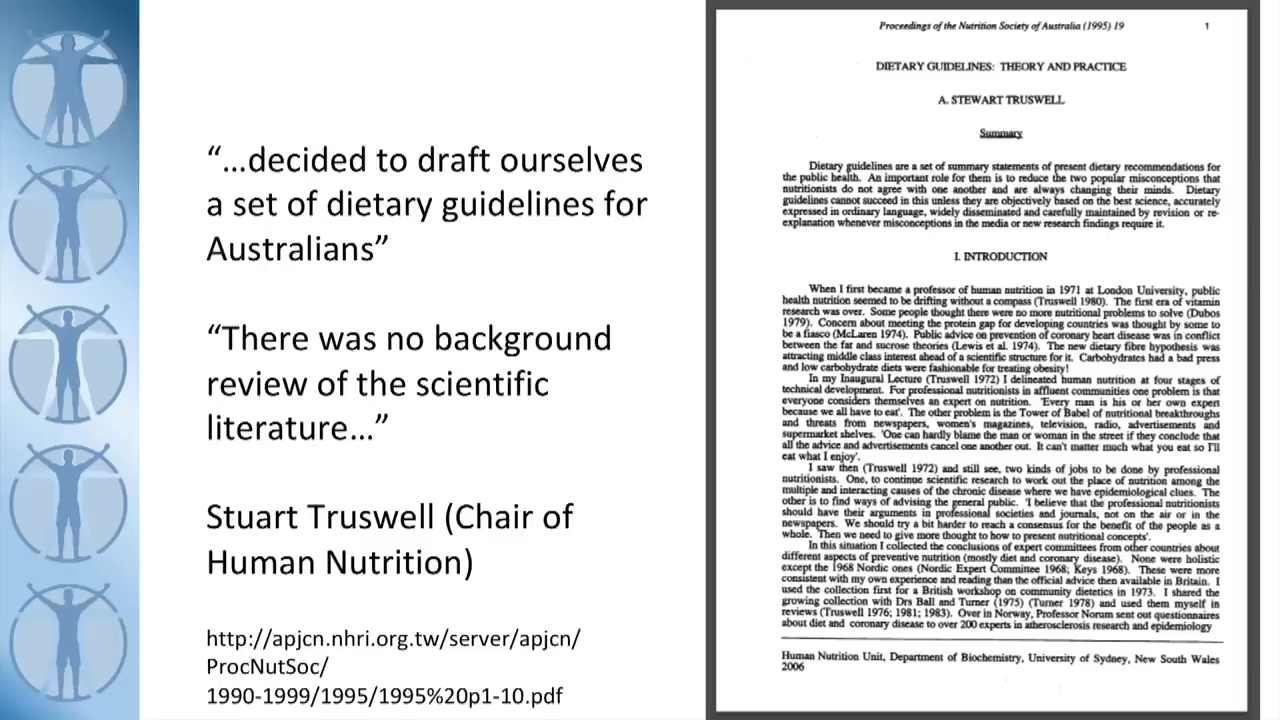 “…decided to draft ourselves
a set of dietary guidelines for
Australians”
“There was no background
review of the scientific
literature…”
Stuart Truswell (Chair of
Human Nutrition)
http://apjcn.nhri.org.tw/server/apjcn/
ProcNutSoc/
1990-1999/1995/1995%20p1-10.pdf
Proceedings of the Nutrition Society of Australia (1995) 19 1
DIETARY GUIDELINES: THEORY AND PRACTICE
A. STEWART TRUSWELL
Summary
Dietary guidelines are a set of summary statements of present dietary recommendations for
the public health. An important role for them is to reduce the two popular misconceptions that
nutritionists do not agree with one another and are always changing their minds. Dietary
guidelines cannot succeed in this unless they are objectively based on the best science, accurately
expressed in ordinary language, widely disseminated and carefully maintained by revision or re-
explanation whenever misconceptions in the media or new research findings require it.
I. INTRODUCTION
When I first became a professor of human nutrition in 1971 at London University, public
health nutrition seemed to be drifting without a compass (Truswell 1980). The first era of vitamin
research was over. Some people thought there were no more nutritional problems to solve (Dubos
1979). Concern about meeting the protein gap for developing countries was thought by some to
be a fiasco (McLaren 1974). Public advice on prevention of coronary heart disease was in conflict
between the fat and sucrose theories (Lewis et al. 1974). The new dietary fibre hypothesis was
attracting middle class interest ahead of a scientific structure for it. Carbohydrates had a bad press
and low carbohydrate diets were fashionable for treating obesity!
In my Inaugural Lecture (Truswell 1972) I delineated human nutrition at four stages of
technical development. For professional nutritionists in affluent communities one problem is that
everyone considers themselves an expert on nutrition. 'Every man is his or her own expert
because we all have to eat'. The other problem is the Tower of Babel of nutritional breakthroughs
and threats from newspapers, women's magazines, television, radio, advertisements and
supermarket shelves. 'One can hardly blame the man or woman in the street if they conclude that
all the advice and advertisements cancel one another out. It can't matter much what you eat so I'll
eat what I enjoy'.
I saw then (Truswell 1972) and still see, two kinds of jobs to be done by professional
nutritionists. One, to continue scientific research to work out the place of nutrition among the
multiple and interacting causes of the chronic disease where we have epidemiological clues. The
other is to find ways of advising the general public. 'I believe that the professional nutritionists
should have their arguments in professional societies and journals, not on the air or in the
newspapers. We should try a bit harder to reach a consensus for the benefit of the people as a
whole. Then we need to give more thought to how to present nutritional concepts'.
In this situation I collected the conclusions of expert committees from other countries about
different aspects of preventive nutrition (mostly diet and coronary disease). None were holistic
except the 1968 Nordic ones (Nordic Expert Committee 1968; Keys 1968). These were more
consistent with my own experience and reading than the official advice then available in Britain. I
used the collection first for a British workshop on community dietetics in 1973. I shared the
growing collection with Drs Ball and Turner (1975) (Turner 1978) and used them myself in
reviews (Truswell 1976; 1981; 1983). Over in Norway, Professor Norum sent out questionnaires
about diet and coronary disease to over 200 experts in atherosclerosis research and epidemiology
Human Nutrition Unit, Department of Biochemistry, University of Sydney, New South Wales
2006